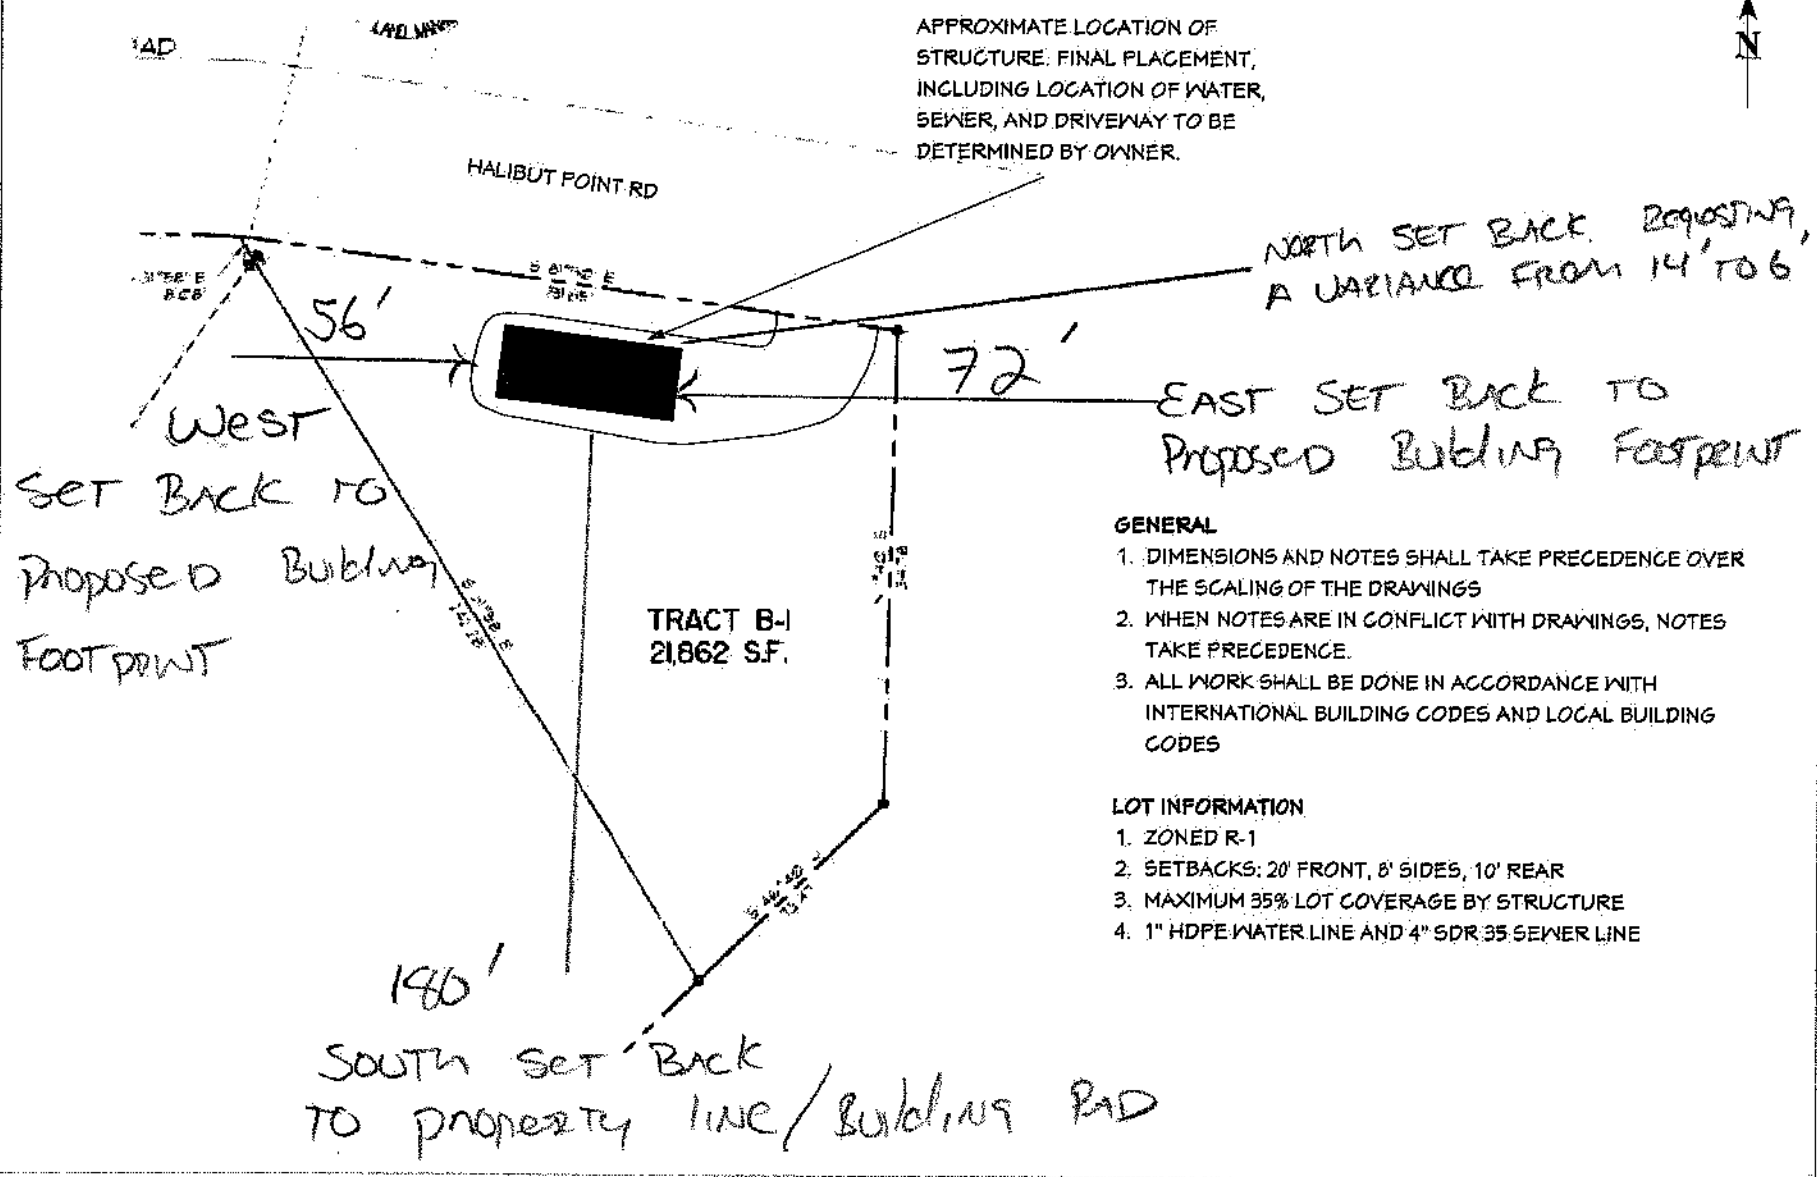 APPROXIMATE LOCATION OF
STRUCTURE. FINAL PLACEMENT,
INCLUDING LOCATION OF WATER,
SEWER, AND DRIVEWAY TO BE
DETERMINED BY OWNER.
N
HALIBUT POINT RD
NORTH SET BACK REQOSTING,
A VARIANCE FROM 14' TO 6'
56'
72'
WEST
SET BACK TO
PROPOSED Building
FOOTPRINT
EAST SET BACK TO
PROPOSED Building FOOTPRINT
GENERAL
1. DIMENSIONS AND NOTES SHALL TAKE PRECEDENCE OVER
THE SCALING OF THE DRAWINGS
2. WHEN NOTES ARE IN CONFLICT WITH DRAWINGS, NOTES
TAKE PRECEDENCE.
3. ALL WORK SHALL BE DONE IN ACCORDANCE WITH
INTERNATIONAL BUILDING CODES AND LOCAL BUILDING
CODES
TRACT B-1
21,862 S.F.
LOT INFORMATION
1. ZONED R-1
2. SETBACKS: 20' FRONT, 8' SIDES, 10' REAR
3. MAXIMUM 35% LOT COVERAGE BY STRUCTURE
4. 1" HDPE WATER LINE AND 4" SDR 35 SEWER LINE
180'
SOUTH SET BACK
TO PROPERTY LINE / Building PAD